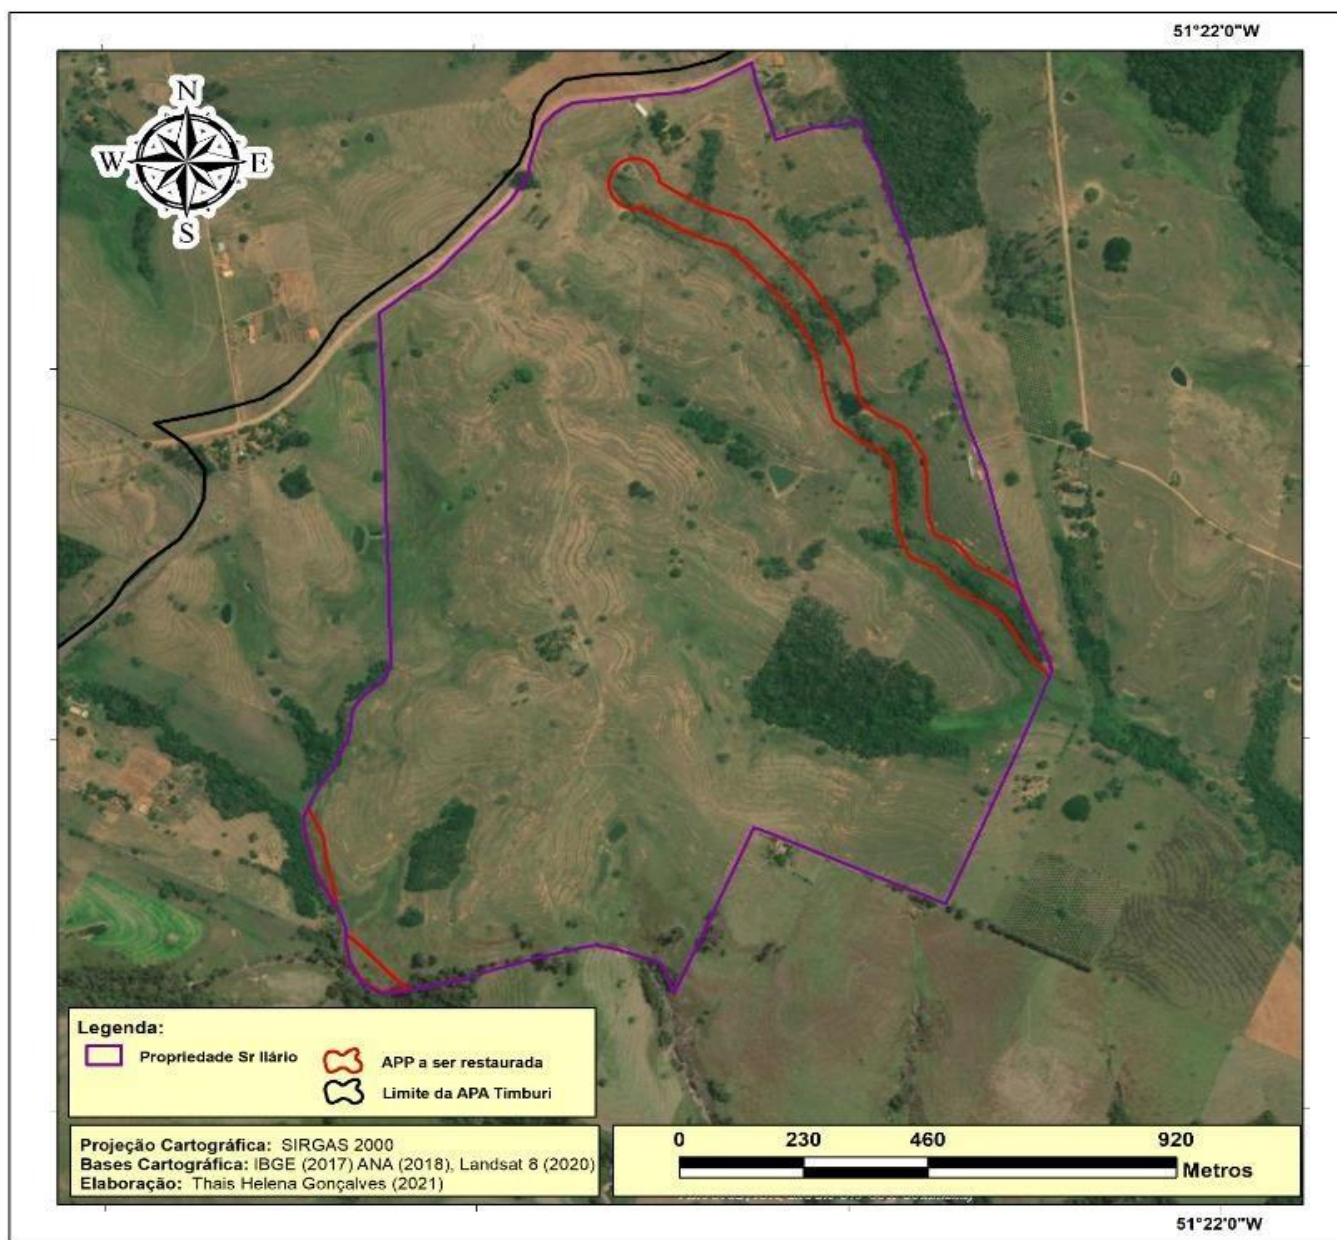 51°22'0"W
N
W E
S
Legenda:
Propriedade Sr Ilário
APP a ser restaurada
Limite da APA Timburi
Projeção Cartográfica: SIRGAS 2000
Bases Cartográfica: IBGE (2017) ANA (2018), Landsat 8 (2020)
Elaboração: Thais Helena Gonçalves (2021)
0 230 460 920
Metros
51°22'0"W